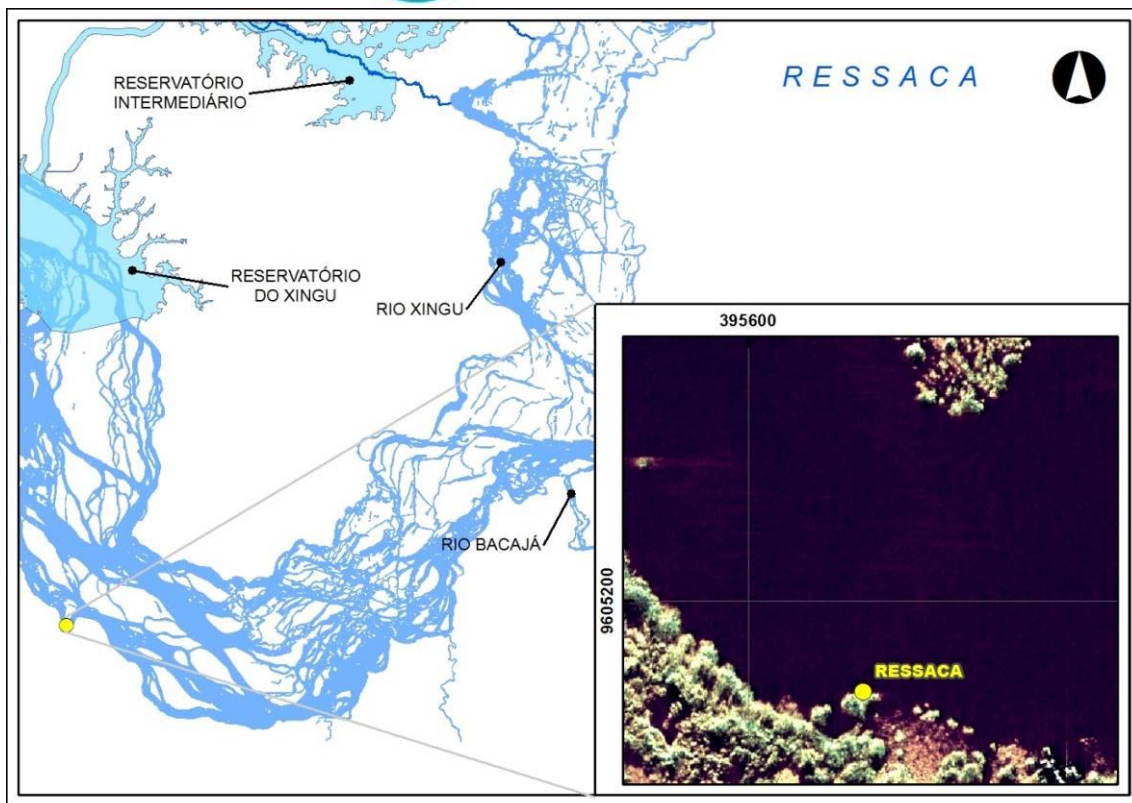 RESSACA
RESERVATÓRIO
INTERMEDIÁRIO
RESERVATÓRIO
DO XINGU
RIO XINGU
395600
RIO BACAJÁ
9605200
RESSACA